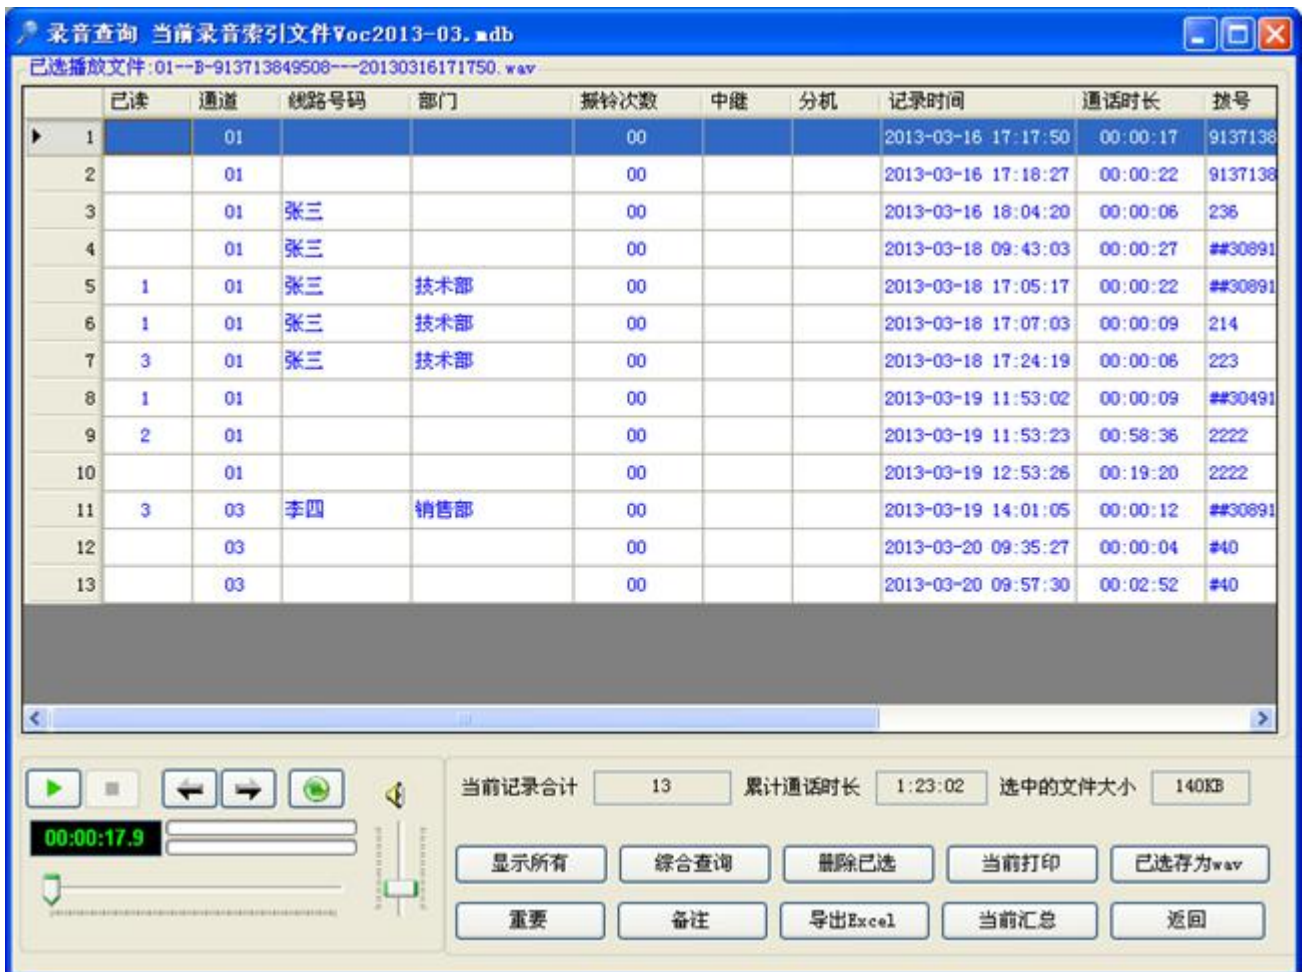 录音查询 当前录音索引文件Voc2013-03.mdb
已选播放文件:01--B-913713849508---20130316171750.wav
已读 通道 线路号码 部门 振铃次数 中继 分机 记录时间 通话时长 拨号
1 01 00 2013-03-16 17:17:50 00:00:17 9137138
2 01 00 2013-03-16 17:18:27 00:00:22 9137138
3 01 张三 00 2013-03-16 18:04:20 00:00:06 236
4 01 张三 00 2013-03-18 09:43:03 00:00:27 ##30891
5 1 01 张三 技术部 00 2013-03-18 17:05:17 00:00:22 ##30891
6 1 01 张三 技术部 00 2013-03-18 17:07:03 00:00:09 214
7 3 01 张三 技术部 00 2013-03-18 17:24:19 00:00:06 223
8 1 01 00 2013-03-19 11:53:02 00:00:09 ##30491
9 2 01 00 2013-03-19 11:53:23 00:58:36 2222
10 01 00 2013-03-19 12:53:26 00:19:20 2222
11 3 03 李四 销售部 00 2013-03-19 14:01:05 00:00:12 ##30891
12 03 00 2013-03-20 09:35:27 00:00:04 #40
13 03 00 2013-03-20 09:57:30 00:02:52 #40
当前记录合计 13 累计通话时长 1:23:02 选中的文件大小 140KB
00:00:17.9
显示所有 综合查询 册除已选 当前打印 已选存为wav
重要 备注 导出Excel 当前汇总 返回